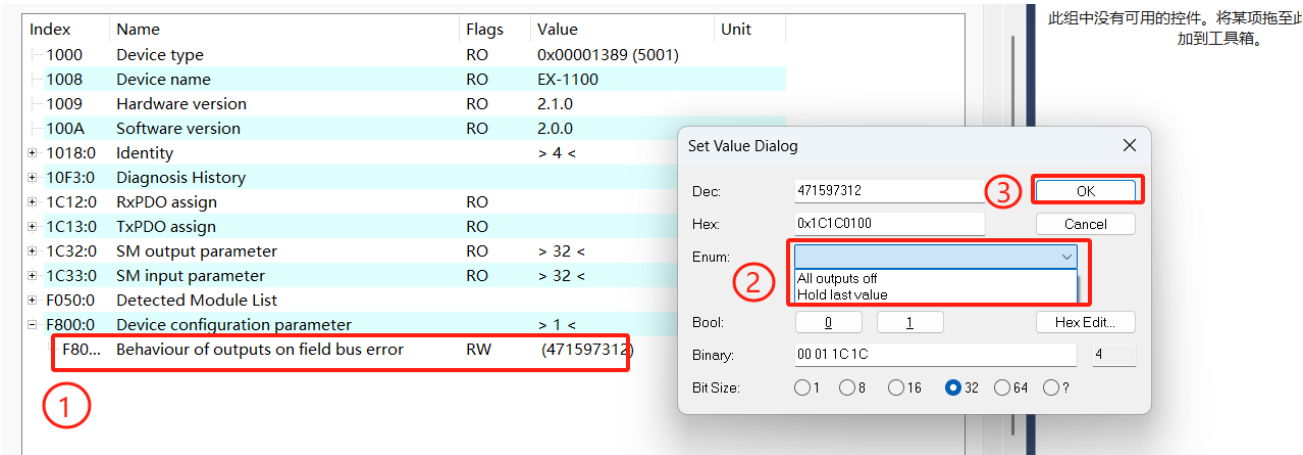 Index Name Flags Value Unit
1000 Device type RO 0x00001389 (5001)
1008 Device name RO EX-1100
1009 Hardware version RO 2.1.0
100A Software version RO 2.0.0
1018:0 Identity > 4 <
10F3:0 Diagnosis History
1C12:0 RxPDO assign RO
1C13:0 TxPDO assign RO
1C32:0 SM output parameter RO > 32 <
1C33:0 SM input parameter RO > 32 <
F050:0 Detected Module List
F800:0 Device configuration parameter > 1 <
F80... Behaviour of outputs on field bus error RW (471597312)
1
Set Value Dialog
Dec: 471597312 3 OK
Hex: 0x1C1C0100 Cancel
Enum:
2
All outputs off
Hold last value
Bool: 0 1 Hex Edit...
Binary: 00 01 1C 1C 4
Bit Size: 1 8 16 32 64 ?
此组中没有可用的控件。将某项拖至
加到工具箱。